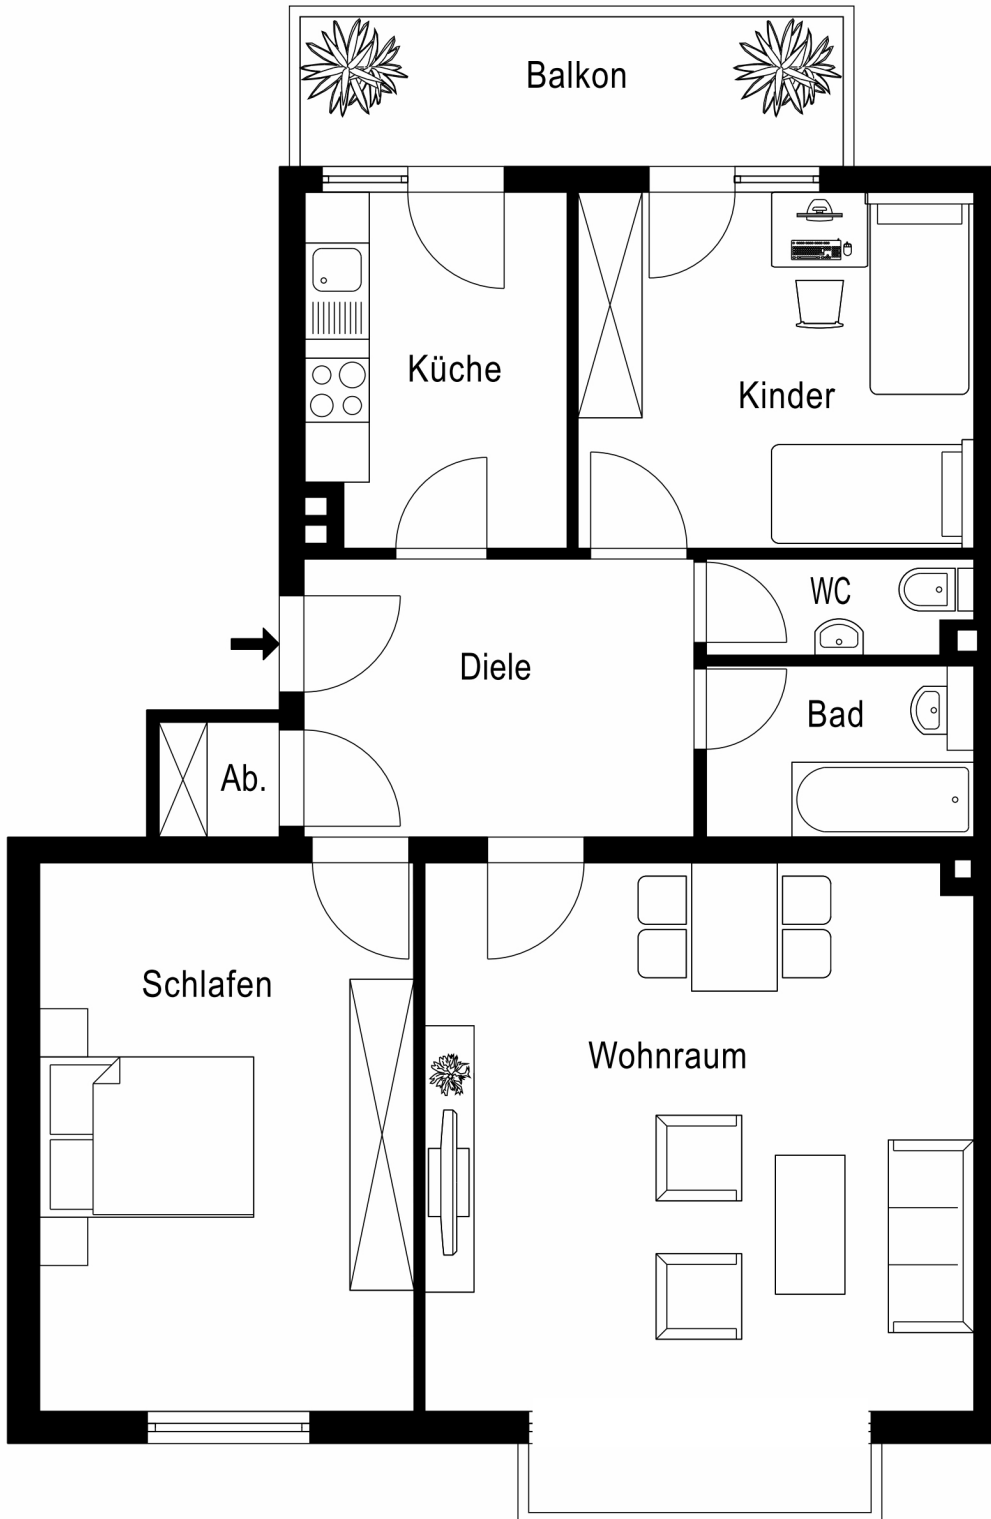 Balkon
Küche
Kinder
WC
Diele
Bad
Ab.
Schlafen
Wohnraum